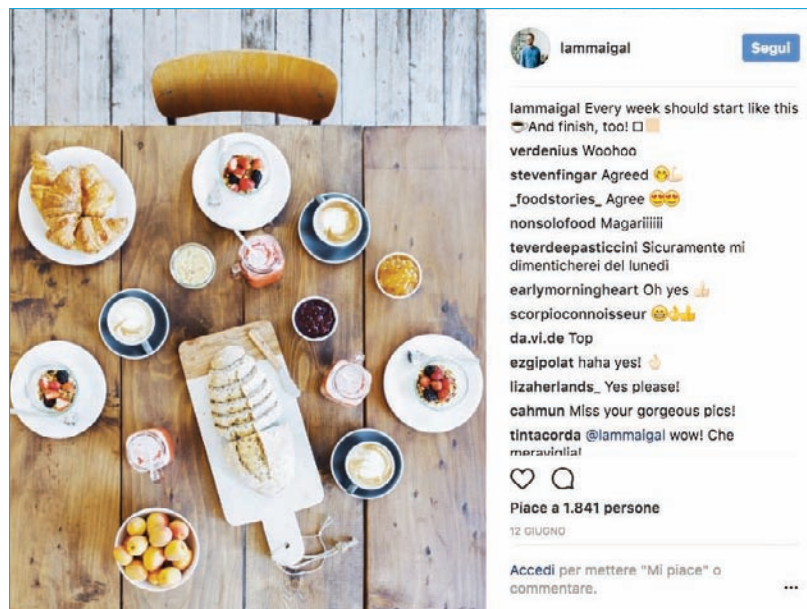 lammaigal
Segui
lammaigal Every week should start like this
☕And finish, too! □
verdenius Woohoo
stevenfingar Agreed
_foodstories_ Agree 😍😍
nonsolofood Magariiiiii
teverdeepasticcini Sicuramente mi
dimenticherei del lunedì
earlymorningheart Oh yes 👍🏻
scorpioconnoisseur 😁👌👍
da.vi.de Top
ezgipolat haha yes! 👌🏻
lizaherlands_ Yes please!
cahmun Miss your gorgeous pics!
tintacorda @lammaigal wow! Che
meraviglia!
Piace a 1.841 persone
12 GIUGNO
Accedi per mettere "Mi piace" o
commentare.